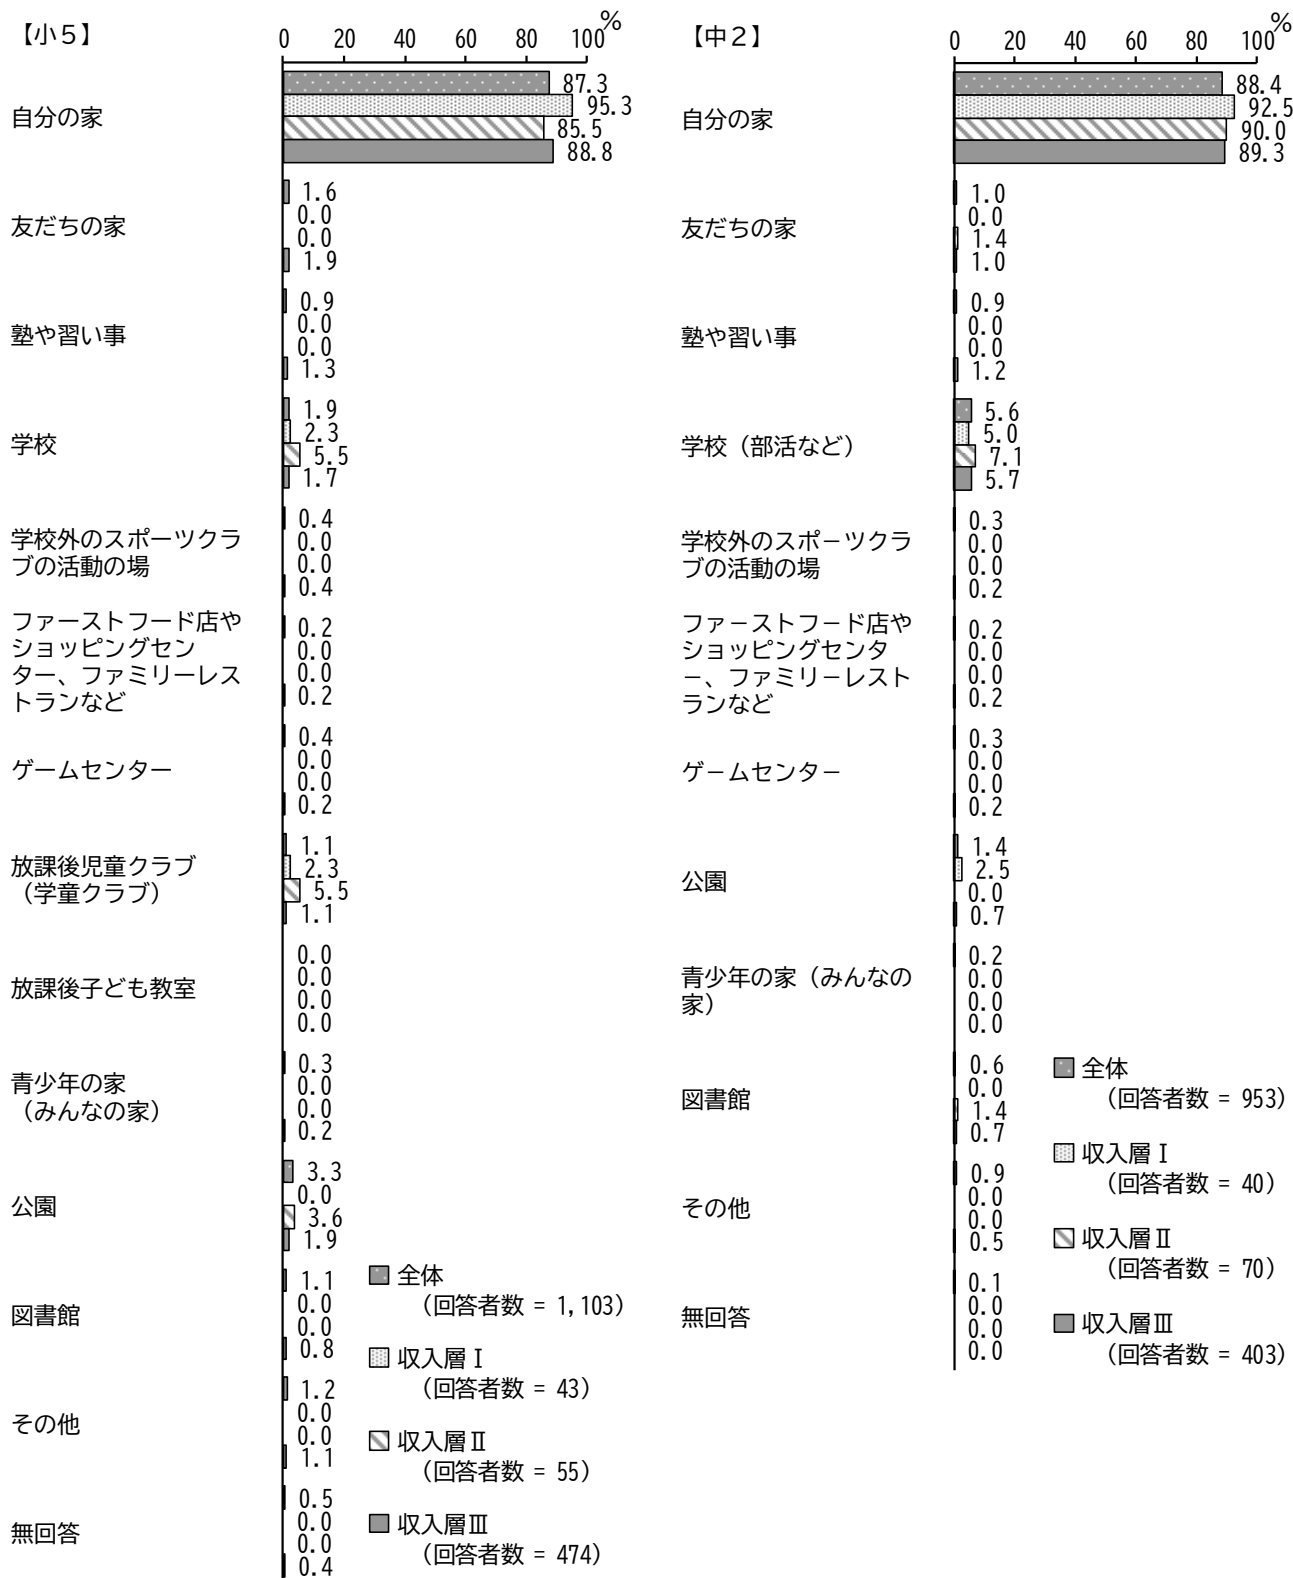 【小５】
0 20 40 60 80 100 %
自分の家
87.3
95.3
85.5
88.8
友だちの家
1.6
0.0
0.0
1.9
塾や習い事
0.9
0.0
0.0
1.3
学校
1.9
2.3
5.5
1.7
学校外のスポーツクラ
ブの活動の場
0.4
0.0
0.0
0.4
ファーストフード店や
ショッピングセン
ター、ファミリーレス
トランなど
0.2
0.0
0.0
0.2
ゲームセンター
0.4
0.0
0.0
0.2
放課後児童クラブ
（学童クラブ）
1.1
2.3
5.5
1.1
放課後子ども教室
0.0
0.0
0.0
0.0
青少年の家
（みんなの家）
0.3
0.0
0.0
0.2
公園
3.3
0.0
3.6
1.9
図書館
1.1
0.0
0.0
0.8
その他
1.2
0.0
0.0
1.1
無回答
0.5
0.0
0.0
0.4
全体
（回答者数 = 1,103）
収入層Ⅰ
（回答者数 = 43）
収入層Ⅱ
（回答者数 = 55）
収入層Ⅲ
（回答者数 = 474）
【中２】
0 20 40 60 80 100 %
自分の家
88.4
92.5
90.0
89.3
友だちの家
1.0
0.0
1.4
1.0
塾や習い事
0.9
0.0
0.0
1.2
学校（部活など）
5.6
5.0
7.1
5.7
学校外のスポ－ツクラ
ブの活動の場
0.3
0.0
0.0
0.2
ファ－ストフ－ド店や
ショッピングセンタ
－、ファミリ－レスト
ランなど
0.2
0.0
0.0
0.2
ゲ－ムセンタ－
0.3
0.0
0.0
0.2
公園
1.4
2.5
0.0
0.7
青少年の家（みんなの
家）
0.2
0.0
0.0
0.0
図書館
0.6
0.0
1.4
0.7
その他
0.9
0.0
0.0
0.5
無回答
0.1
0.0
0.0
0.0
全体
（回答者数 = 953）
収入層Ⅰ
（回答者数 = 40）
収入層Ⅱ
（回答者数 = 70）
収入層Ⅲ
（回答者数 = 403）